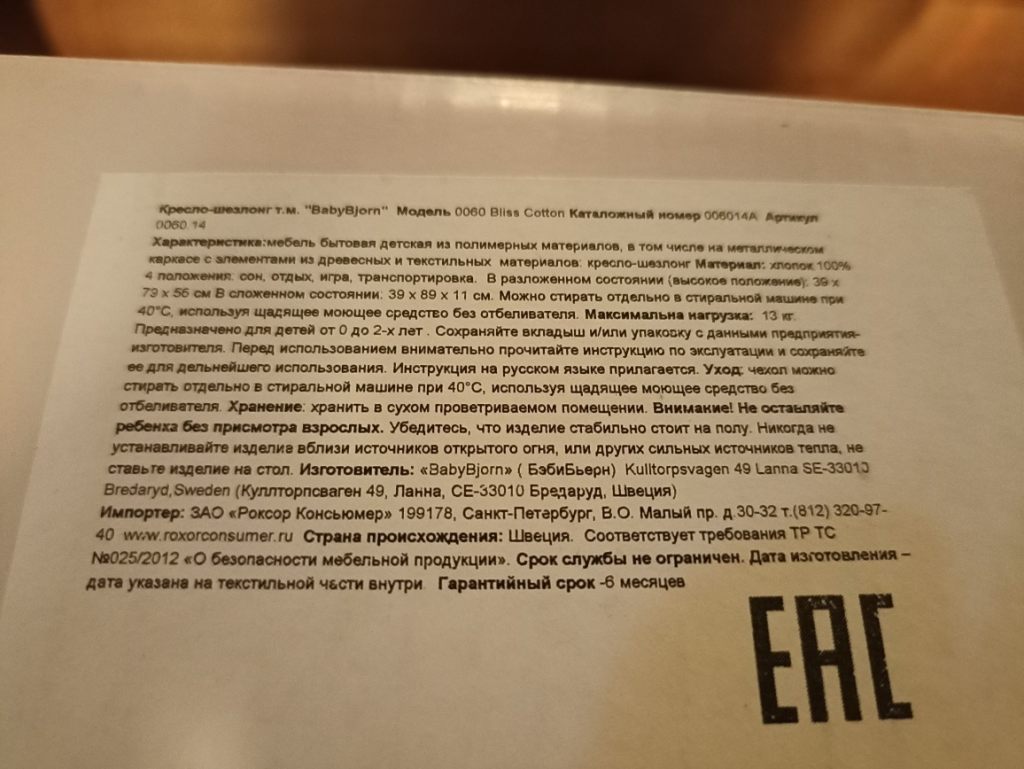 Кресло-шезлонг т.м. "BabyBjorn" Модель 0060 Bliss Cotton Каталожный номер 006014А Артикул
0060 14
Характеристика:мебель бытовая детская из полимерных материалов, в том числе на металлическом
каркасе с элементами из древесных и текстильных материалов: кресло-шезлонг Материал: хлопок 100%
4 положения: сон, отдых, игра, транспортировка. В разложенном состоянии (высокое положение): 39 х
79 х 56 см В сложенном состоянии: 39 х 89 х 11 см. Можно стирать отдельно в стиральной машине при
40°С, используя щадящее моющее средство без отбеливателя. Максимальна нагрузка: 13 кг.
Предназначено для детей от 0 до 2-х лет . Сохраняйте вкладыш и/или упаковку с данными предприятия-
изготовителя. Перед использованием внимательно прочитайте инструкцию по эксплуатации и сохраняйте
ее для дельнейшего использования. Инструкция на русском языке прилагается. Уход: чехол можно
стирать отдельно в стиральной машине при 40°С, используя щадящее моющее средство без
отбеливателя. Хранение: хранить в сухом проветриваемом помещении. Внимание! Не оставляйте
ребенка без присмотра взрослых. Убедитесь, что изделие стабильно стоит на полу. Никогда не
устанавливайте изделие вблизи источников открытого огня, или других сильных источников тепла, не
ставьте изделие на стол. Изготовитель: «BabyBjorn» ( БэбиБьерн) Kulltorpsvagen 49 Lanna SE-33010
Bredaryd,Sweden (Куллторпсваген 49, Ланна, СЕ-33010 Бредаруд, Швеция)
Импортер: ЗАО «Роксор Консьюмер» 199178, Санкт-Петербург, В.О. Малый пр. д.30-32 т.(812) 320-97-
40 www.roxorconsumer.ru Страна происхождения: Швеция. Соответствует требования ТР ТС
№025/2012 «О безопасности мебельной продукции». Срок службы не ограничен. Дата изготовления –
дата указана на текстильной части внутри Гарантийный срок -6 месяцев
EAC